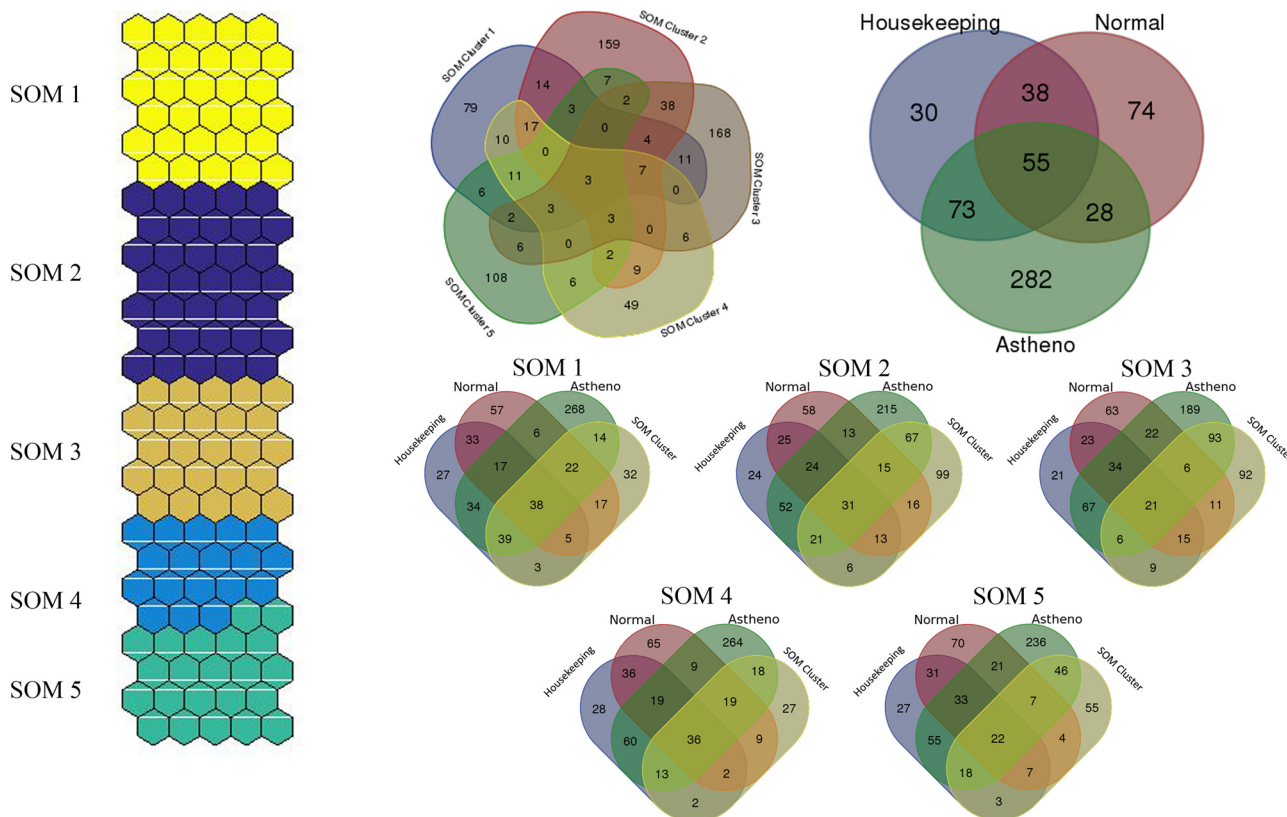 SOM 1
SOM 2
SOM 3
SOM 4
SOM 5
SOM Cluster 1
SOM Cluster 2
SOM Cluster 3
SOM Cluster 4
SOM Cluster 5
159
14
7
79
3
2
38
168
17
0
4
10
0
11
11
3
7
0
6
3
2
3
0
6
6
0
2
9
108
6
49
Housekeeping
Normal
30
38
74
55
73
28
282
Astheno
SOM 1
Normal
Astheno
Housekeeping
SOM Cluster
57
268
33
6
14
27
17
22
32
34
38
17
39
5
3
SOM 2
Normal
Astheno
Housekeeping
SOM Cluster
58
215
25
13
67
24
24
15
99
52
31
16
21
13
6
SOM 3
Normal
Astheno
Housekeeping
SOM Cluster
63
189
23
22
93
21
34
6
92
67
21
11
6
15
9
SOM 4
Normal
Astheno
Housekeeping
SOM Cluster
65
264
36
9
18
28
19
19
27
60
36
9
13
2
2
SOM 5
Normal
Astheno
Housekeeping
SOM Cluster
70
236
31
21
46
27
33
7
55
55
22
4
18
7
3